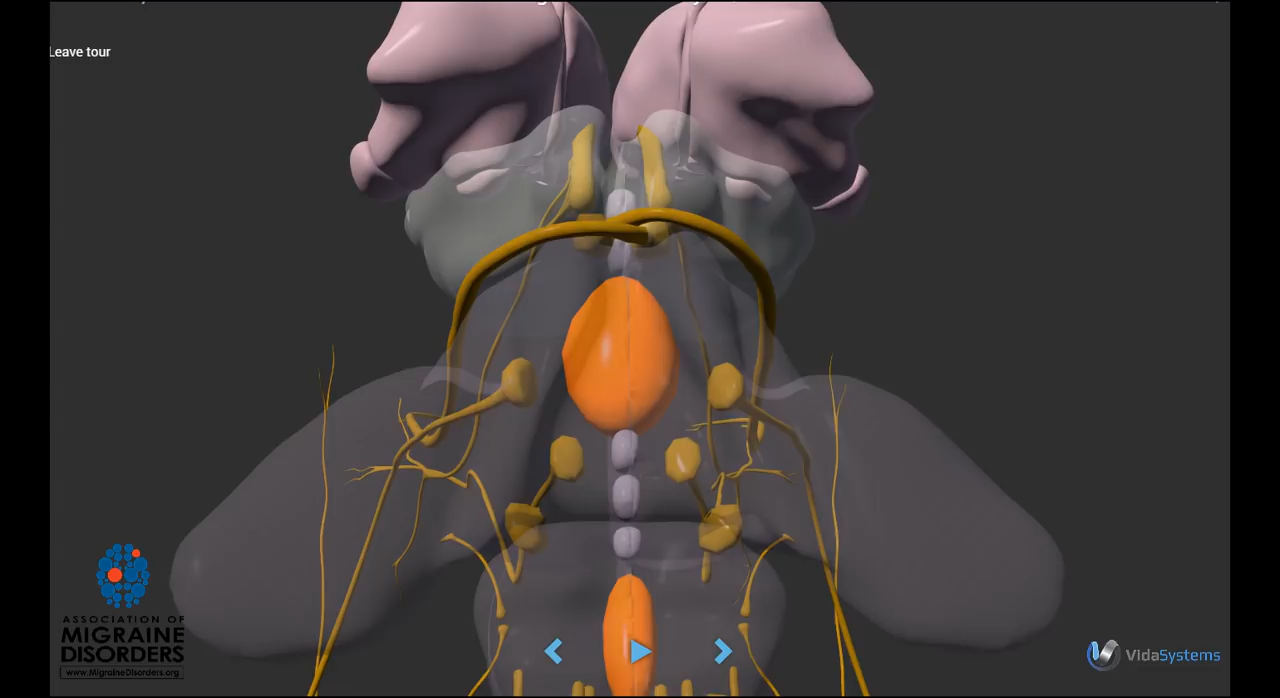 Leave tour
ASSOCIATION OF
MIGRAINE
DISORDERS
www.MigraineDisorders.org
VidaSystems